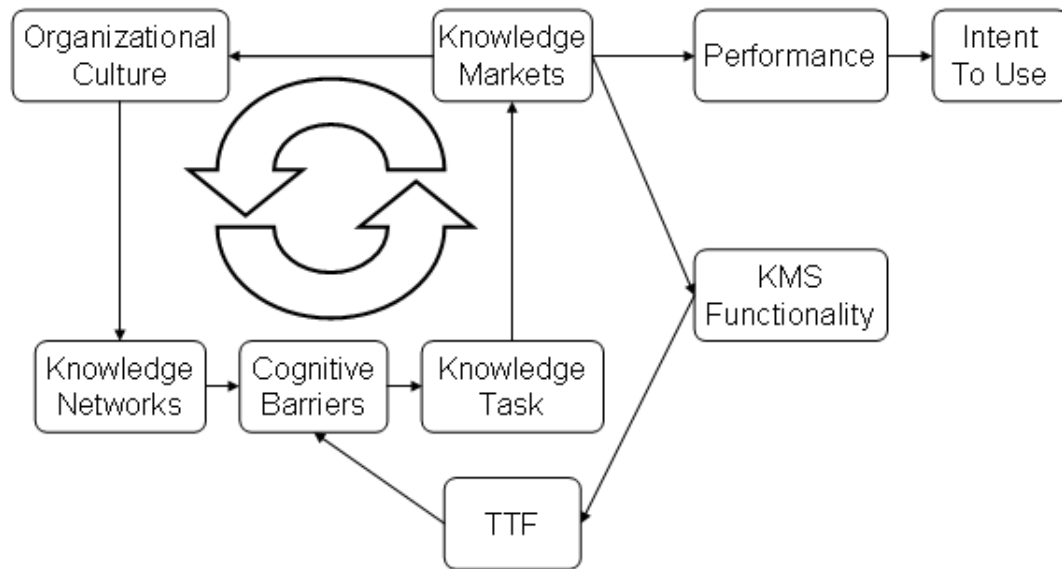 Organizational
Culture
Knowledge
Markets
Performance
Intent
To Use
KMS
Functionality
Knowledge
Networks
Cognitive
Barriers
Knowledge
Task
TTF